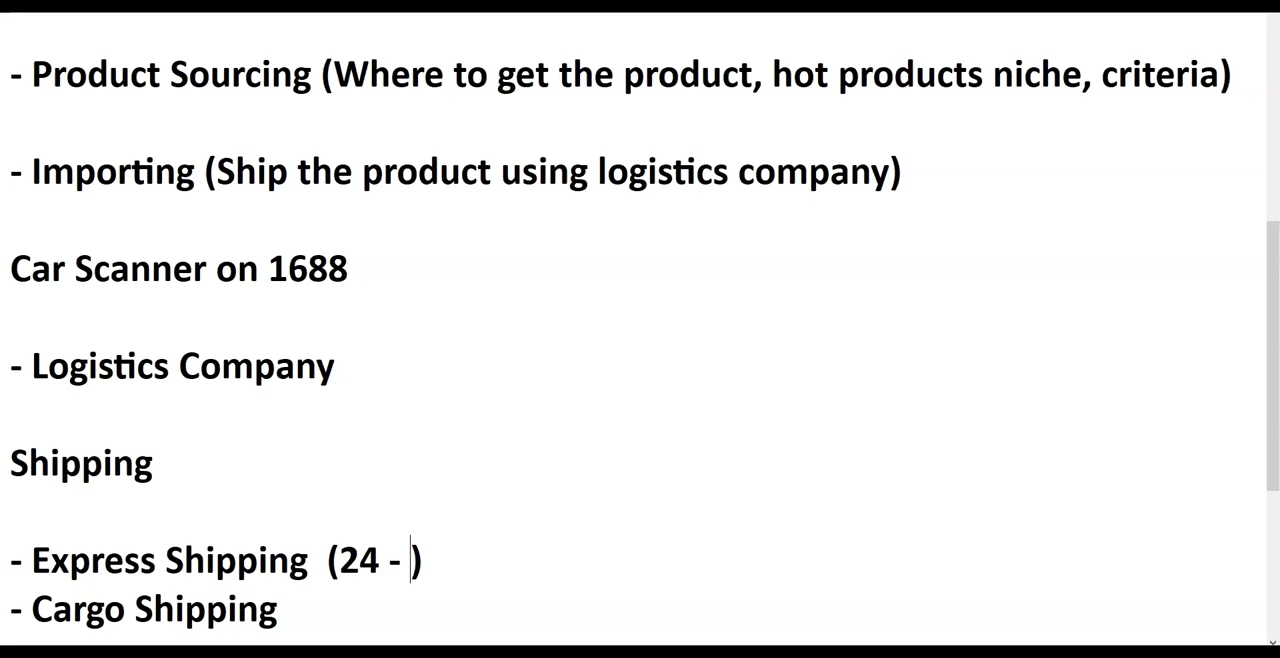 - Product Sourcing (Where to get the product, hot products niche, criteria)
- Importing (Ship the product using logistics company)
Car Scanner on 1688
- Logistics Company
Shipping
- Express Shipping  (24 - )
- Cargo Shipping